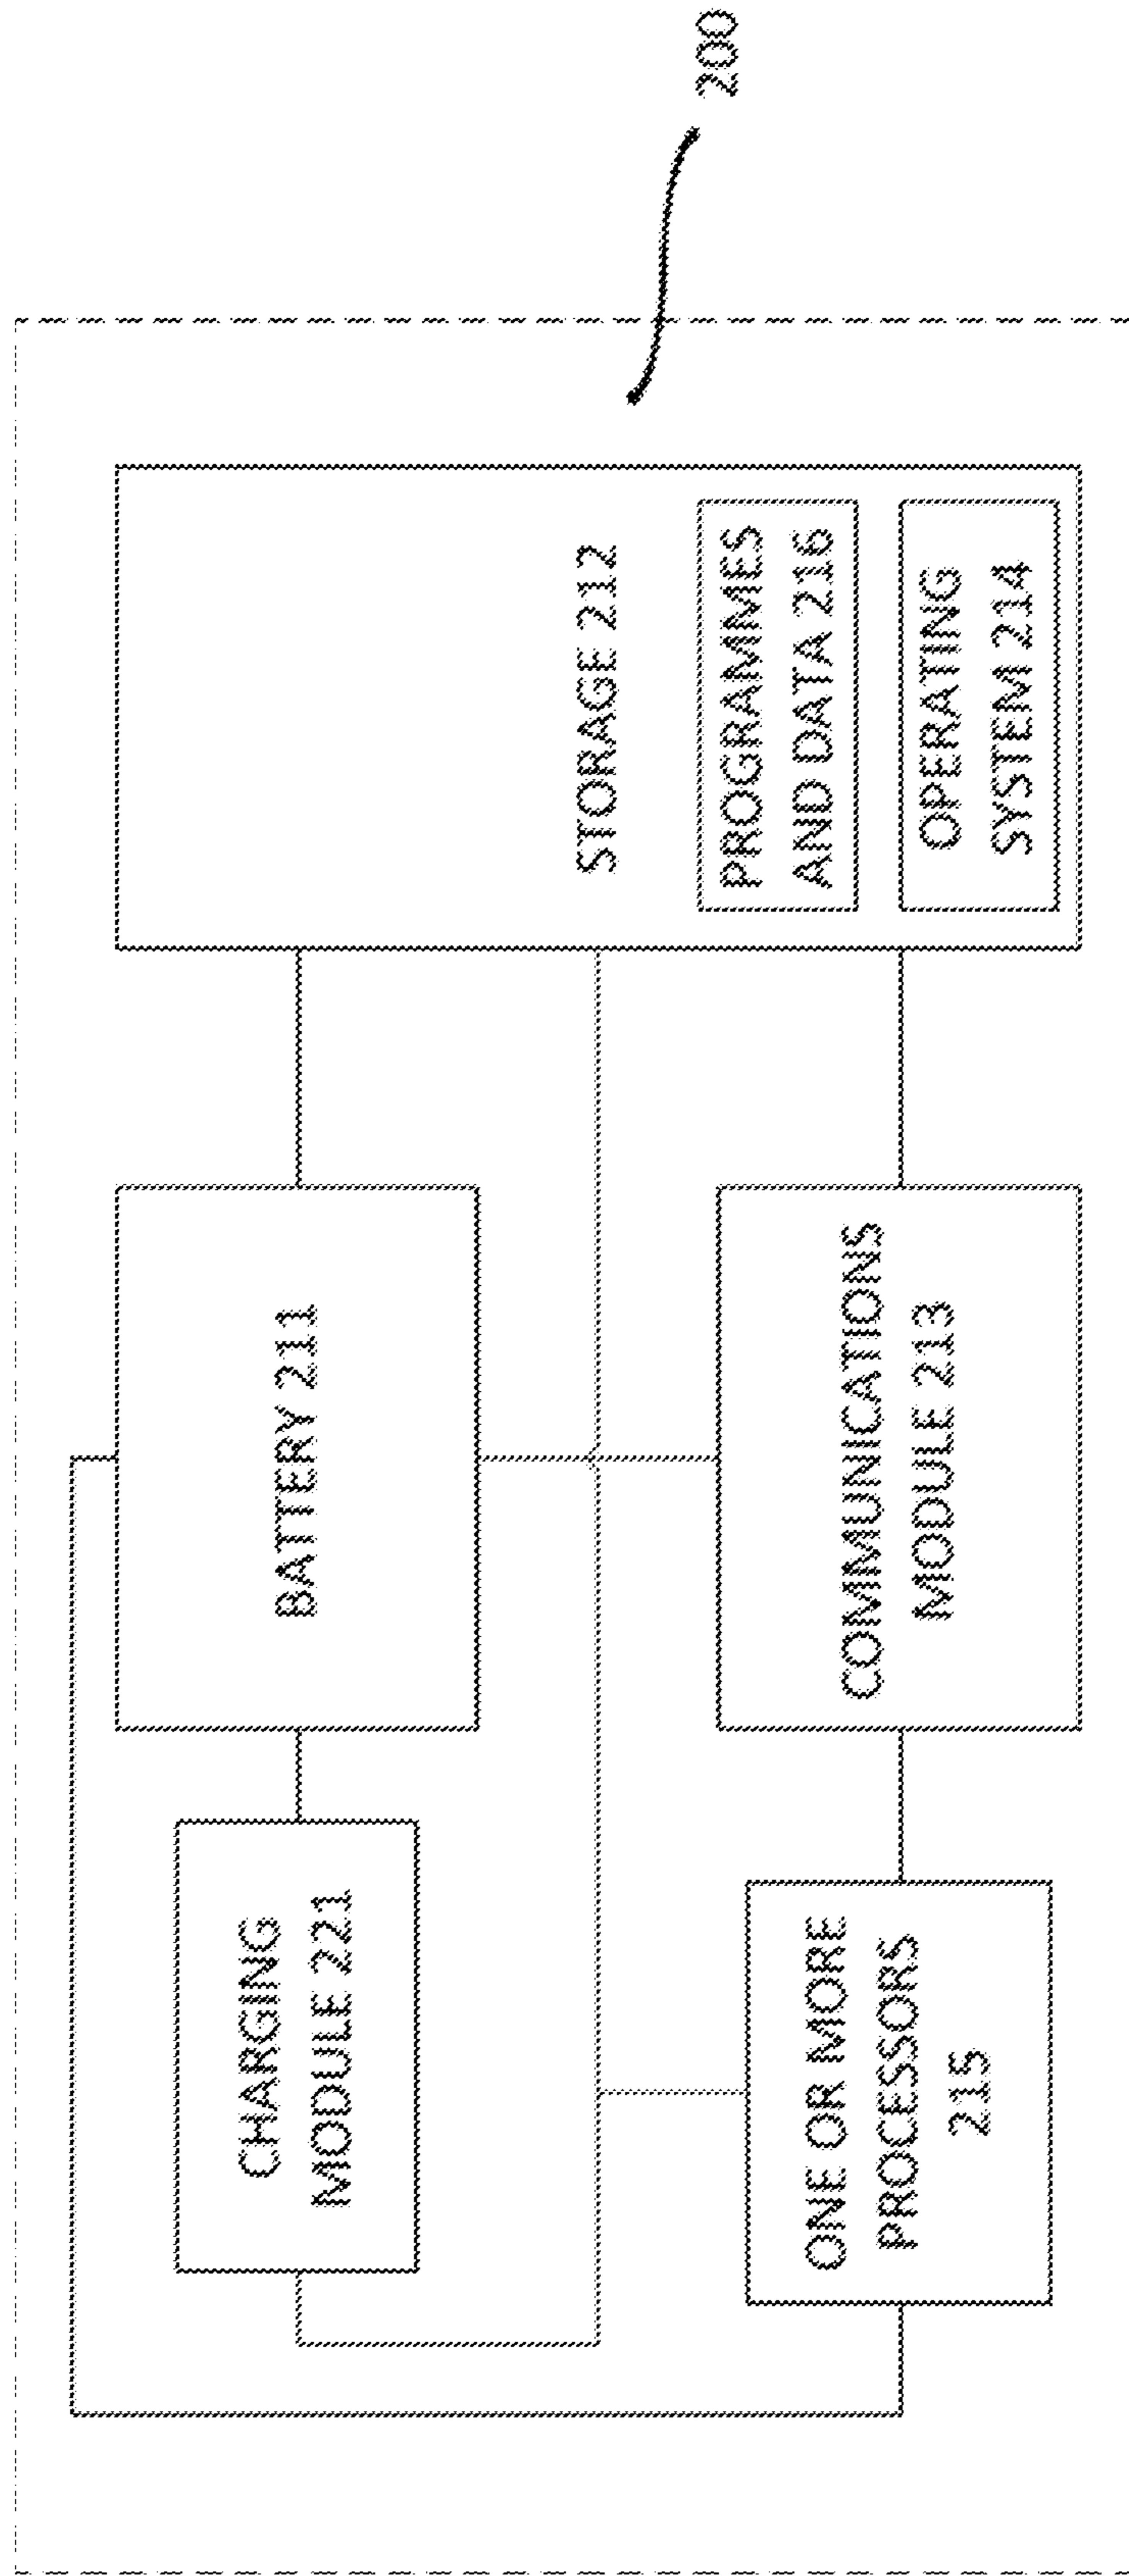 200
CHARGING
MODULE 221
BATTERY 211
STORAGE 212
PROGRAMMES
AND DATA 216
OPERATING
SYSTEM 214
ONE OR MORE
PROCESSORS
215
COMMUNICATIONS
MODULE 213